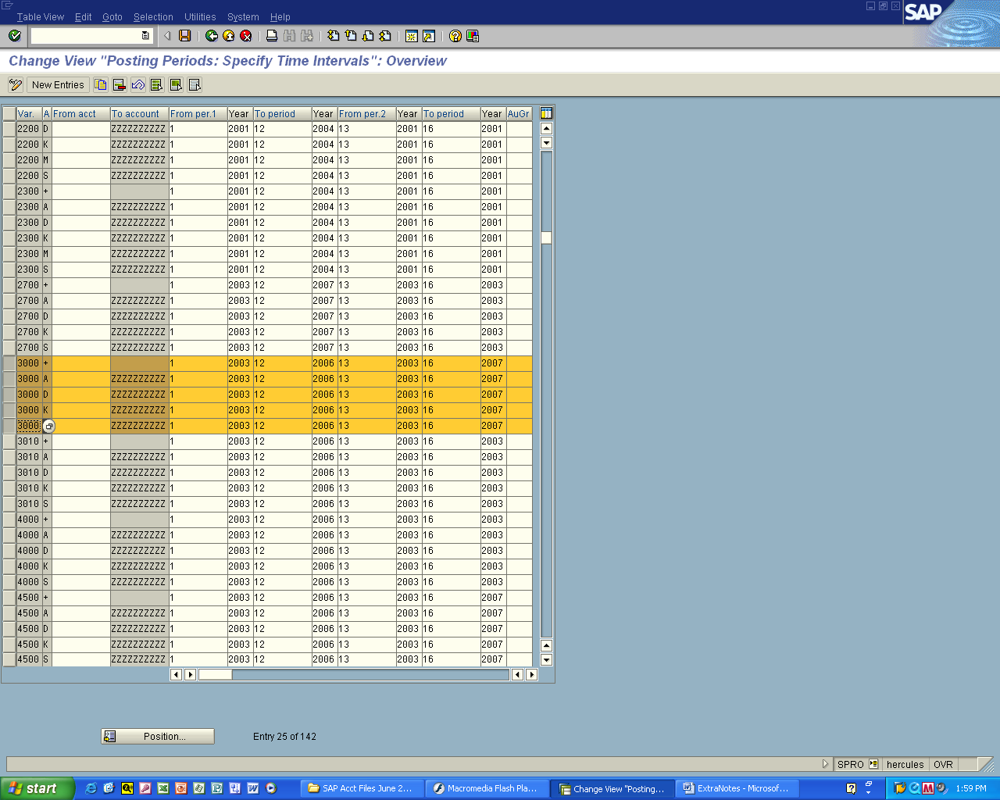 Table View Edit Goto Selection Utilities System Help
SAP
Change View "Posting Periods: Specify Time Intervals": Overview
New Entries
Var. A From acct To account From per.1 Year To period Year From per.2 Year To period Year AuGr
2200 D ZZZZZZZZZZ 1 2001 12 2004 13 2001 16 2001
2200 K ZZZZZZZZZZ 1 2001 12 2004 13 2001 16 2001
2200 M ZZZZZZZZZZ 1 2001 12 2004 13 2001 16 2001
2200 S ZZZZZZZZZZ 1 2001 12 2004 13 2001 16 2001
2300 + 1 2001 12 2004 13 2001 16 2001
2300 A ZZZZZZZZZZ 1 2001 12 2004 13 2001 16 2001
2300 D ZZZZZZZZZZ 1 2001 12 2004 13 2001 16 2001
2300 K ZZZZZZZZZZ 1 2001 12 2004 13 2001 16 2001
2300 M ZZZZZZZZZZ 1 2001 12 2004 13 2001 16 2001
2300 S ZZZZZZZZZZ 1 2001 12 2004 13 2001 16 2001
2700 + 1 2003 12 2007 13 2003 16 2003
2700 A ZZZZZZZZZZ 1 2003 12 2007 13 2003 16 2003
2700 D ZZZZZZZZZZ 1 2003 12 2007 13 2003 16 2003
2700 K ZZZZZZZZZZ 1 2003 12 2007 13 2003 16 2003
2700 S ZZZZZZZZZZ 1 2003 12 2007 13 2003 16 2003
3000 + 1 2003 12 2006 13 2003 16 2007
3000 A ZZZZZZZZZZ 1 2003 12 2006 13 2003 16 2007
3000 D ZZZZZZZZZZ 1 2003 12 2006 13 2003 16 2007
3000 K ZZZZZZZZZZ 1 2003 12 2006 13 2003 16 2007
3000 ZZZZZZZZZZ 1 2003 12 2006 13 2003 16 2007
3010 + 1 2003 12 2006 13 2003 16 2003
3010 A ZZZZZZZZZZ 1 2003 12 2006 13 2003 16 2003
3010 D ZZZZZZZZZZ 1 2003 12 2006 13 2003 16 2003
3010 K ZZZZZZZZZZ 1 2003 12 2006 13 2003 16 2003
3010 S ZZZZZZZZZZ 1 2003 12 2006 13 2003 16 2003
4000 + 1 2003 12 2006 13 2003 16 2003
4000 A ZZZZZZZZZZ 1 2003 12 2006 13 2003 16 2003
4000 D ZZZZZZZZZZ 1 2003 12 2006 13 2003 16 2003
4000 K ZZZZZZZZZZ 1 2003 12 2006 13 2003 16 2003
4000 S ZZZZZZZZZZ 1 2003 12 2006 13 2003 16 2003
4500 + 1 2003 12 2006 13 2003 16 2007
4500 A ZZZZZZZZZZ 1 2003 12 2006 13 2003 16 2007
4500 D ZZZZZZZZZZ 1 2003 12 2006 13 2003 16 2007
4500 K ZZZZZZZZZZ 1 2003 12 2006 13 2003 16 2007
4500 S ZZZZZZZZZZ 1 2003 12 2006 13 2003 16 2007
Position... Entry 25 of 142
SPRO hercules OVR
start SAP Acct Files June 2... Macromedia Flash Pla... Change View "Posting... ExtraNotes - Microsof... 1:59 PM